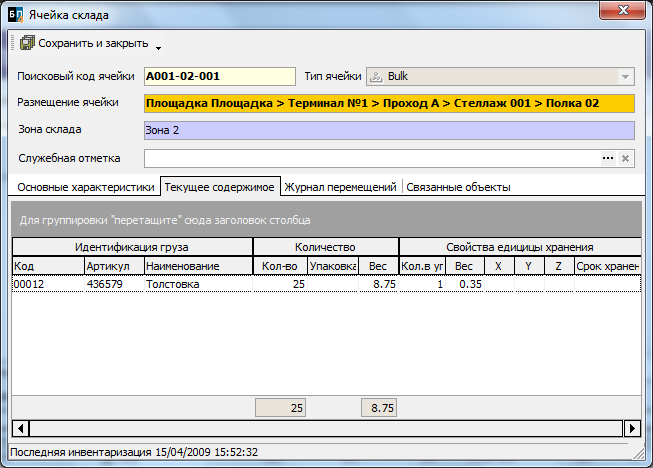 БП Ячейка склада
Сохранить и закрыть
Поисковый код ячейки A001-02-001 Тип ячейки Bulk
Размещение ячейки Площадка Площадка > Терминал №1 > Проход А > Стеллаж 001 > Полка 02
Зона склада Зона 2
Служебная отметка ...
Основные характеристики Текущее содержимое Журнал перемещений Связанные объекты
Для группировки "перетащите" сюда заголовок столбца
Идентификация груза Количество Свойства едицицы хранения
Код Артикул Наименование Кол-во Упаковка Вес Кол.в уг Вес X Y Z Срок хранен
00012 436579 Толстовка 25 8.75 1 0.35
25 8.75
Последняя инвентаризация 15/04/2009 15:52:32